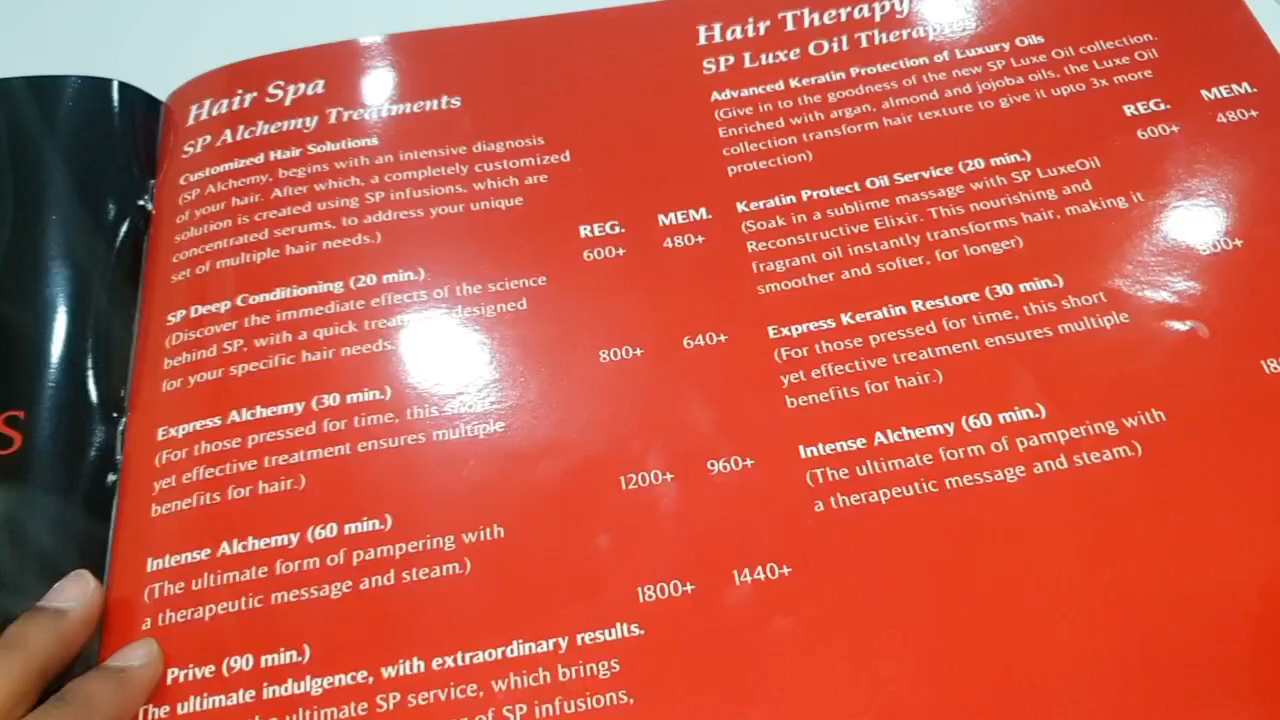 Hair Spa
SP Alchemy Treatments
Customized Hair Solutions
(SP Alchemy, begins with an intensive diagnosis
of your hair. After which, a completely customized
solution is created using SP infusions, which are
concentrated serums, to address your unique
set of multiple hair needs.)
REG. MEM.
SP Deep Conditioning (20 min.) 600+ 480+
(Discover the immediate effects of the science
behind SP, with a quick treatment designed
for your specific hair needs.
Express Alchemy (30 min.) 800+ 640+
(For those pressed for time, this short
yet effective treatment ensures multiple
benefits for hair.)
Intense Alchemy (60 min.) 1200+ 960+
(The ultimate form of pampering with
a therapeutic message and steam.)
Prive (90 min.) 1800+ 1440+
The ultimate indulgence, with extraordinary results.
ultimate SP service, which brings
of SP infusions,
Hair Therapy
SP Luxe Oil Therapies
Advanced Keratin Protection of Luxury Oils
(Give in to the goodness of the new SP Luxe Oil collection.
Enriched with argan, almond and jojoba oils, the Luxe Oil
collection transform hair texture to give it upto 3x more
protection)
REG. MEM.
Keratin Protect Oil Service (20 min.) 600+ 480+
(Soak in a sublime massage with SP LuxeOil
Reconstructive Elixir. This nourishing and
fragrant oil instantly transforms hair, making it
smoother and softer, for longer)
Express Keratin Restore (30 min.)
(For those pressed for time, this short
yet effective treatment ensures multiple
benefits for hair.)
Intense Alchemy (60 min.)
(The ultimate form of pampering with
a therapeutic message and steam.)